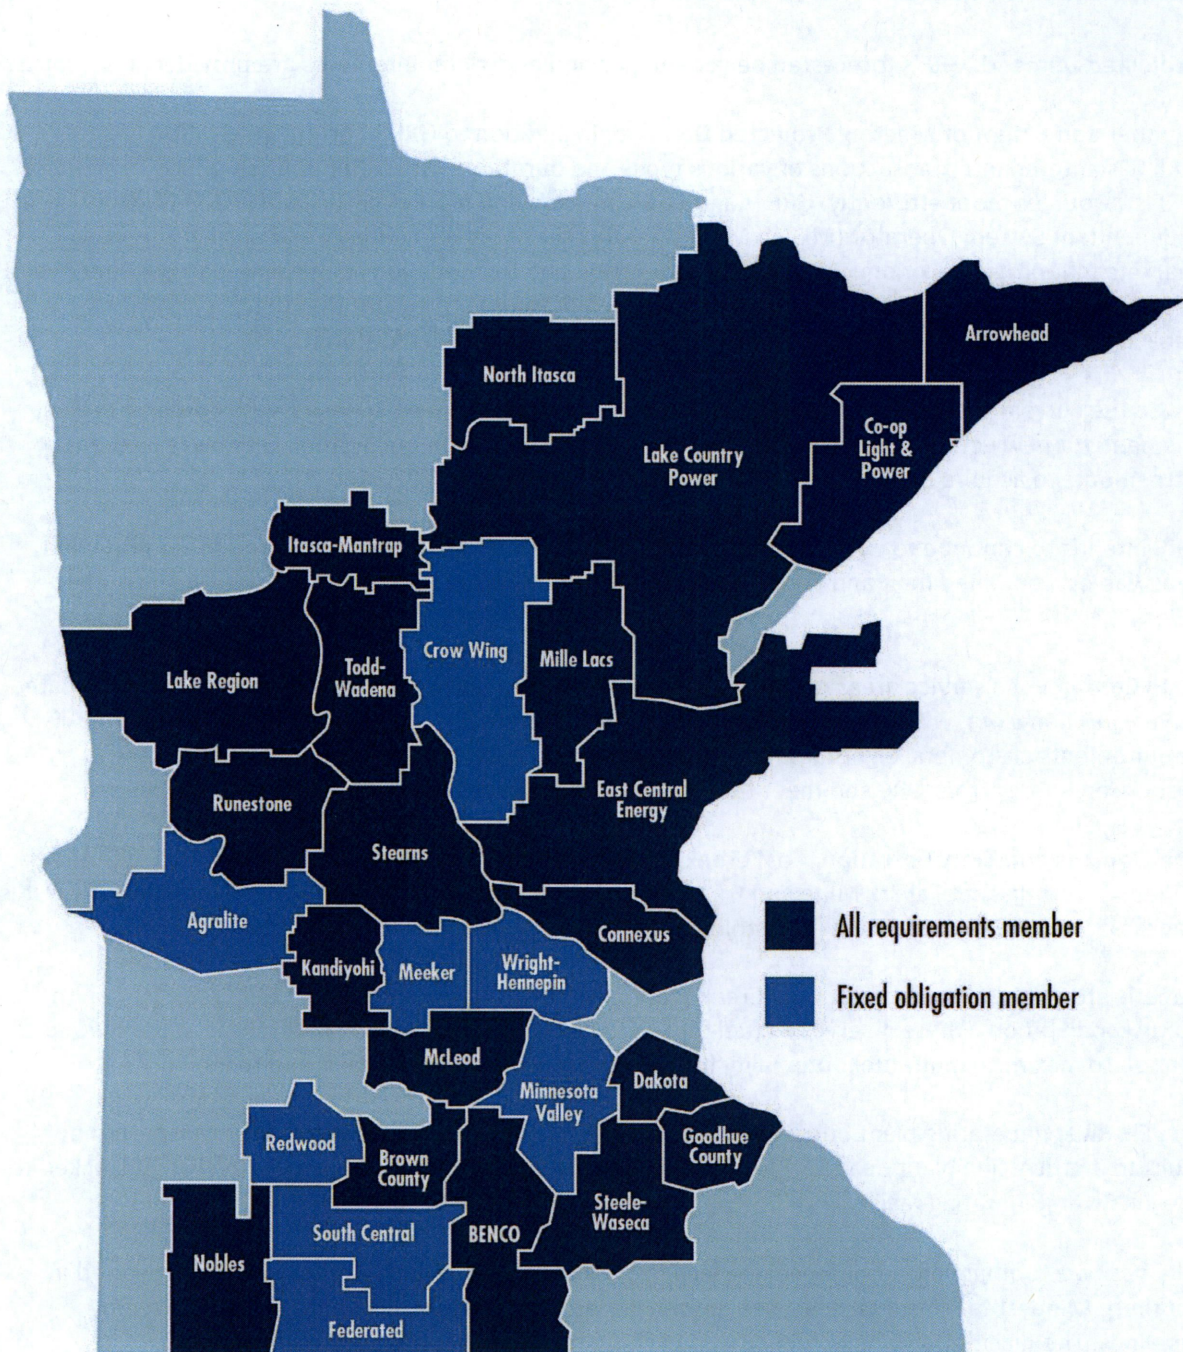 Arrowhead
North Itasca
Co-op
Light &
Power
Lake Country
Power
Itasca-Mantrap
Crow Wing
Mille Lacs
Todd-
Wadena
Lake Region
East Central
Energy
Runestone
Stearns
Agralite
Connexus
All requirements member
Kandiyohi
Meeker
Wright-
Hennepin
Fixed obligation member
McLeod
Dakota
Minnesota
Valley
Redwood
Goodhue
County
Brown
County
Steele-
Waseca
South Central
BENCO
Nobles
Federated